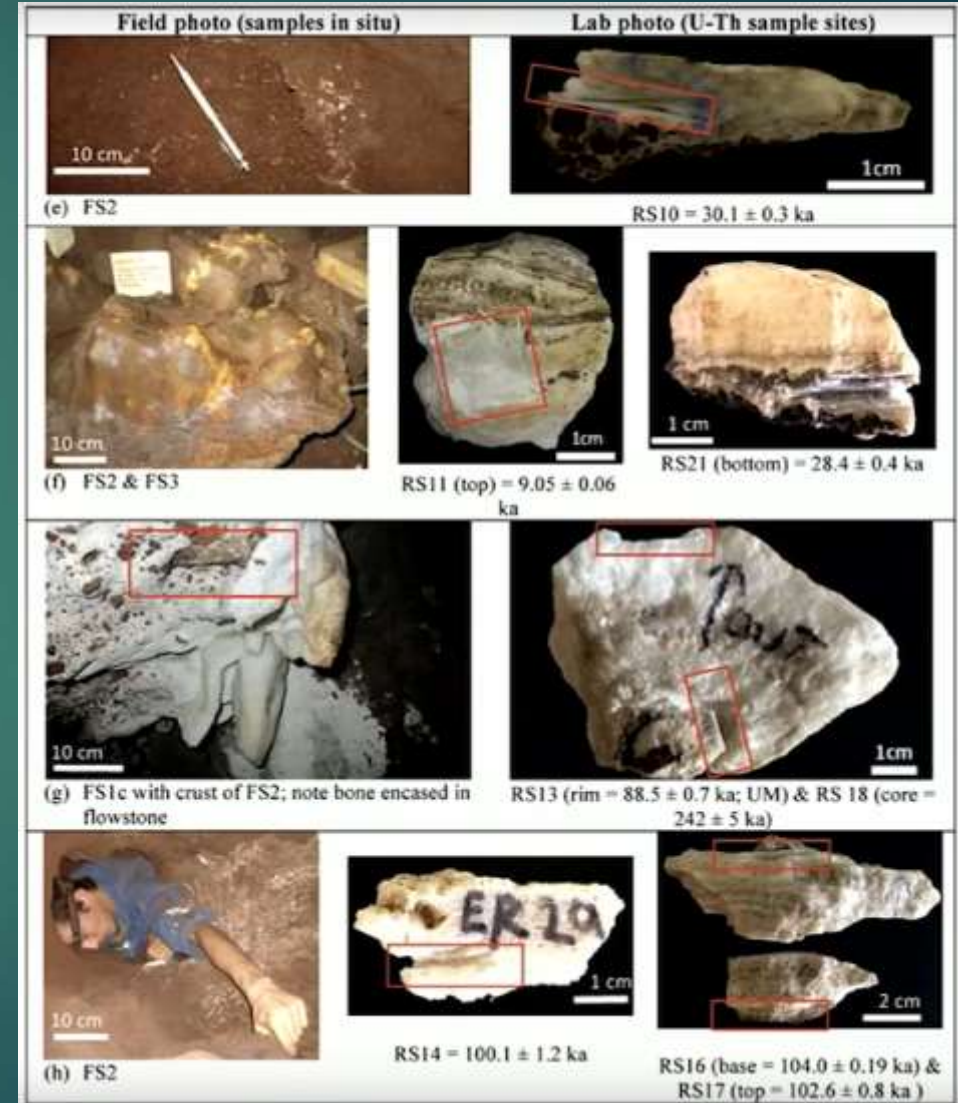 Field photo (samples in situ)
Lab photo (U-Th sample sites)
10 cm
1cm
(e) FS2
RS10 = 30.1 ± 0.3 ka
10 cm
1cm
1 cm
(f) FS2 & FS3
RS11 (top) = 9.05 ± 0.06
ka
RS21 (bottom) = 28.4 ± 0.4 ka
10 cm
1cm
(g) FS1c with crust of FS2; note bone encased in
flowstone
RS13 (rim = 88.5 ± 0.7 ka; UM) & RS 18 (core =
242 ± 5 ka)
ER 29
10 cm
1 cm
2 cm
(h) FS2
RS14 = 100.1 ± 1.2 ka
RS16 (base = 104.0 ± 0.19 ka) &
RS17 (top = 102.6 ± 0.8 ka )